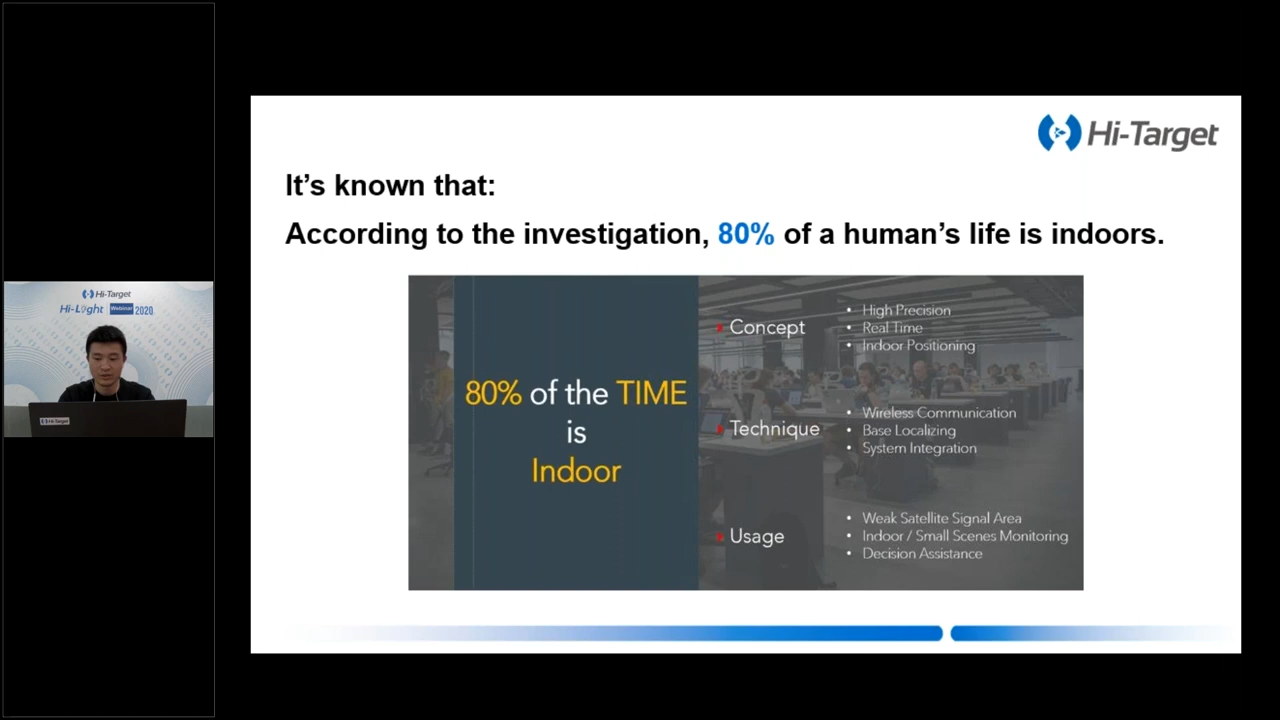 Hi-Target
It’s known that:
According to the investigation, 80% of a human’s life is indoors.
80% of the TIME
is
Indoor
Concept
• High Precision
• Real Time
• Indoor Positioning
Technique
• Wireless Communication
• Base Localizing
• System Integration
Usage
• Weak Satellite Signal Area
• Indoor / Small Scenes Monitoring
• Decision Assistance
Hi-Target
Hi-Light Webinar 2020
Hi-Target